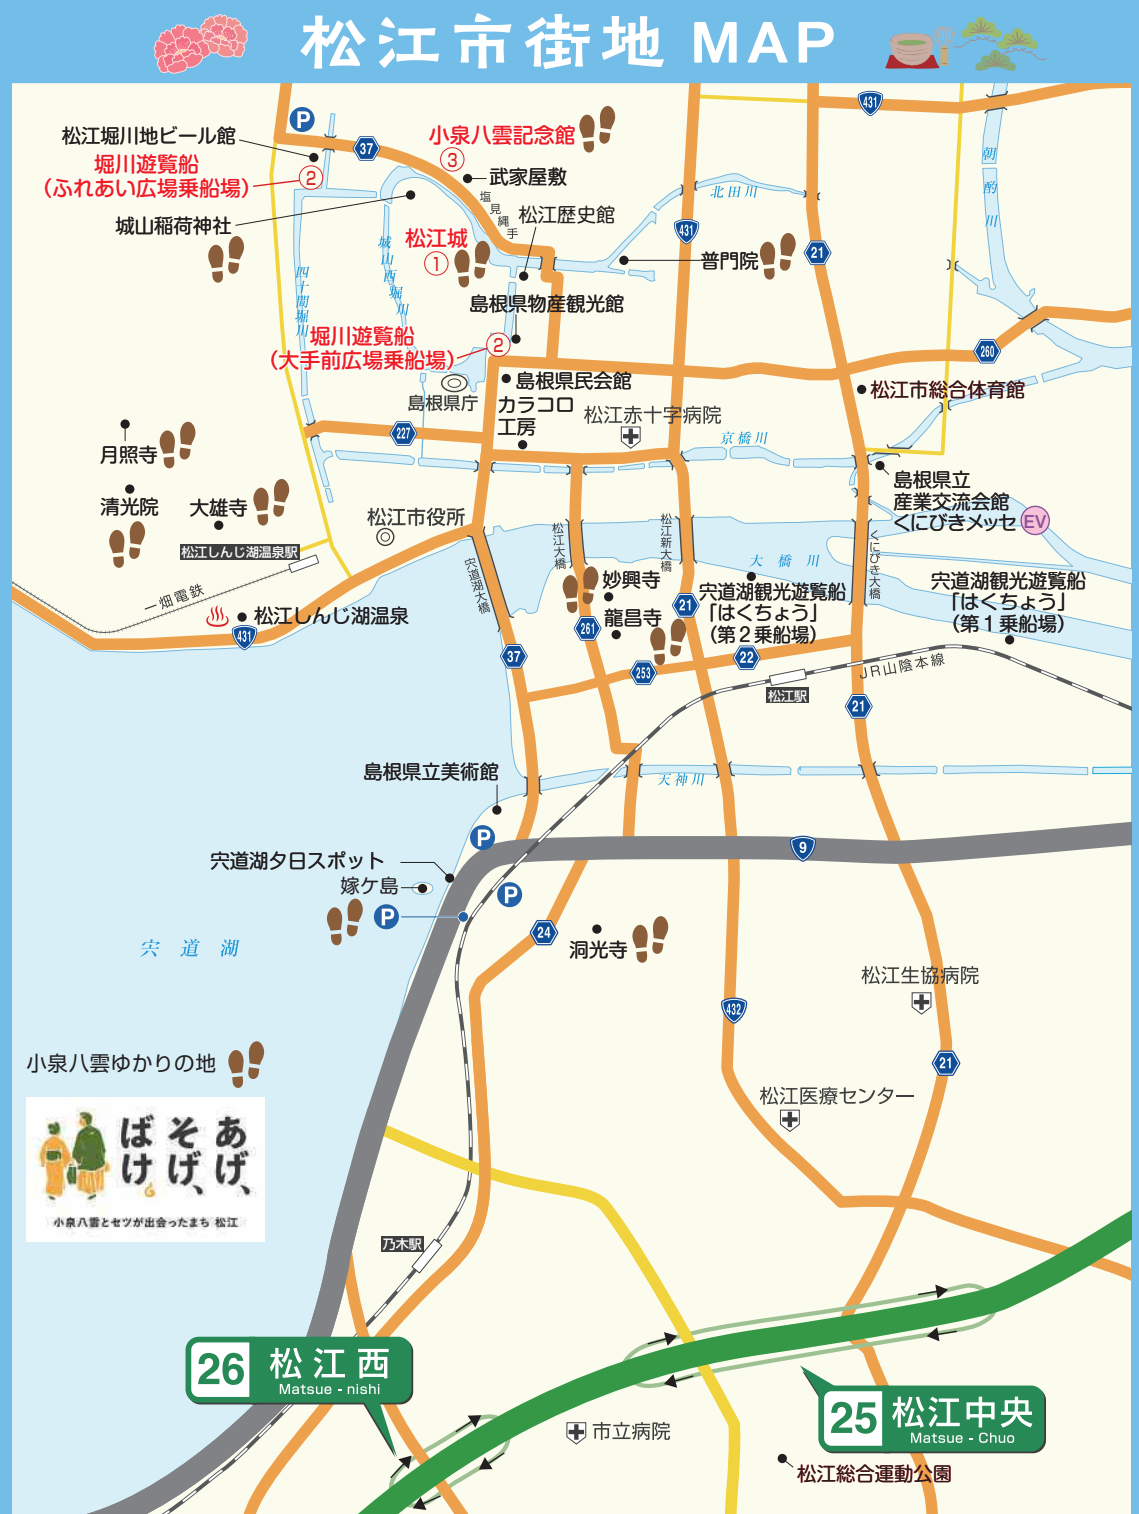 松江市街地 MAP
431
P
松江堀川地ビール館
37
小泉八雲記念館
③
堀川遊覧船
②
(ふれあい広場乗船場)
武家屋敷
塩見縄手
松江歴史館
城山稲荷神社
北田川
朝酌川
431
21
松江城
①
城山西堀川
四十間堀川
普門院
島根県物産観光館
堀川遊覧船
②
(大手前広場乗船場)
260
島根県民会館
島根県庁
カラコロ
工房
松江赤十字病院
松江市総合体育館
227
京橋川
月照寺
清光院
大雄寺
松江市役所
島根県立
産業交流会館
くにびきメッセ
EV
松江しんじ湖温泉駅
松江大橋
松江新大橋
くにびき大橋
宍道湖大橋
大橋川
一畑電鉄
妙興寺
宍道湖観光遊覧船
「はくちょう」
(第2乗船場)
宍道湖観光遊覧船
「はくちょう」
(第1乗船場)
松江しんじ湖温泉
431
龍昌寺
21
261
37
253
22
JR山陰本線
松江駅
21
島根県立美術館
天神川
P
9
宍道湖夕日スポット
嫁ケ島
P
P
24
洞光寺
宍道湖
松江生協病院
432
小泉八雲ゆかりの地
21
松江医療センター
あげ、
そげ、
ばけ。
小泉八雲とセツが出会ったまち 松江
乃木駅
26
松江西
Matsue - nishi
25
松江中央
Matsue - Chuo
市立病院
松江総合運動公園